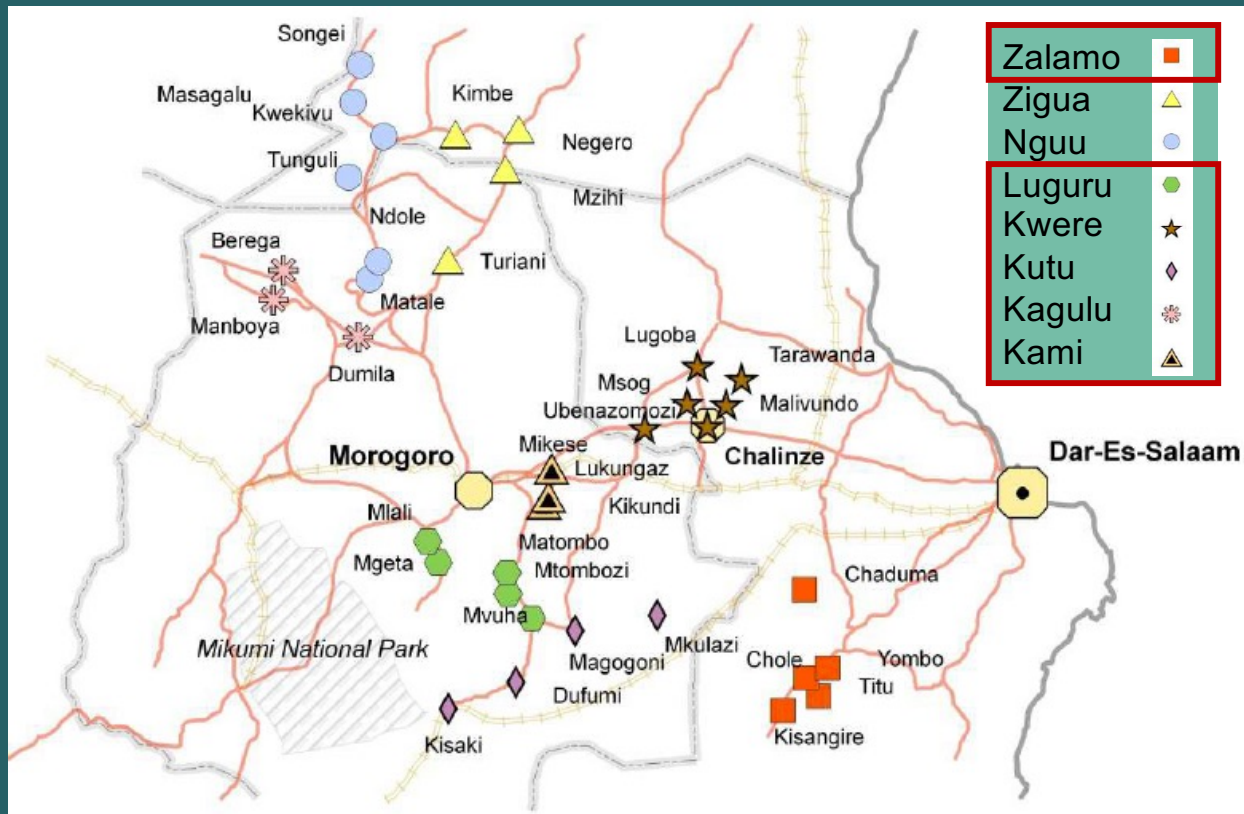 Songei
Masagalu
Kwekivu
Kimbe
Tunguli
Negero
Mzihi
Ndole
Berega
Turiani
Manboya
Matale
Dumila
Lugoba
Tarawanda
Msog
Ubenazomozi
Malivundo
Morogoro
Mikese
Lukungaz
Chalinze
Dar-Es-Salaam
Kikundi
Mlali
Matombo
Mgeta
Mtombozi
Chaduma
Mvuha
Mikumi National Park
Magogoni
Mkulazi
Chole
Yombo
Dufumi
Titu
Kisaki
Kisangire
Zalamo
Zigua
Nguu
Luguru
Kwere
Kutu
Kagulu
Kami